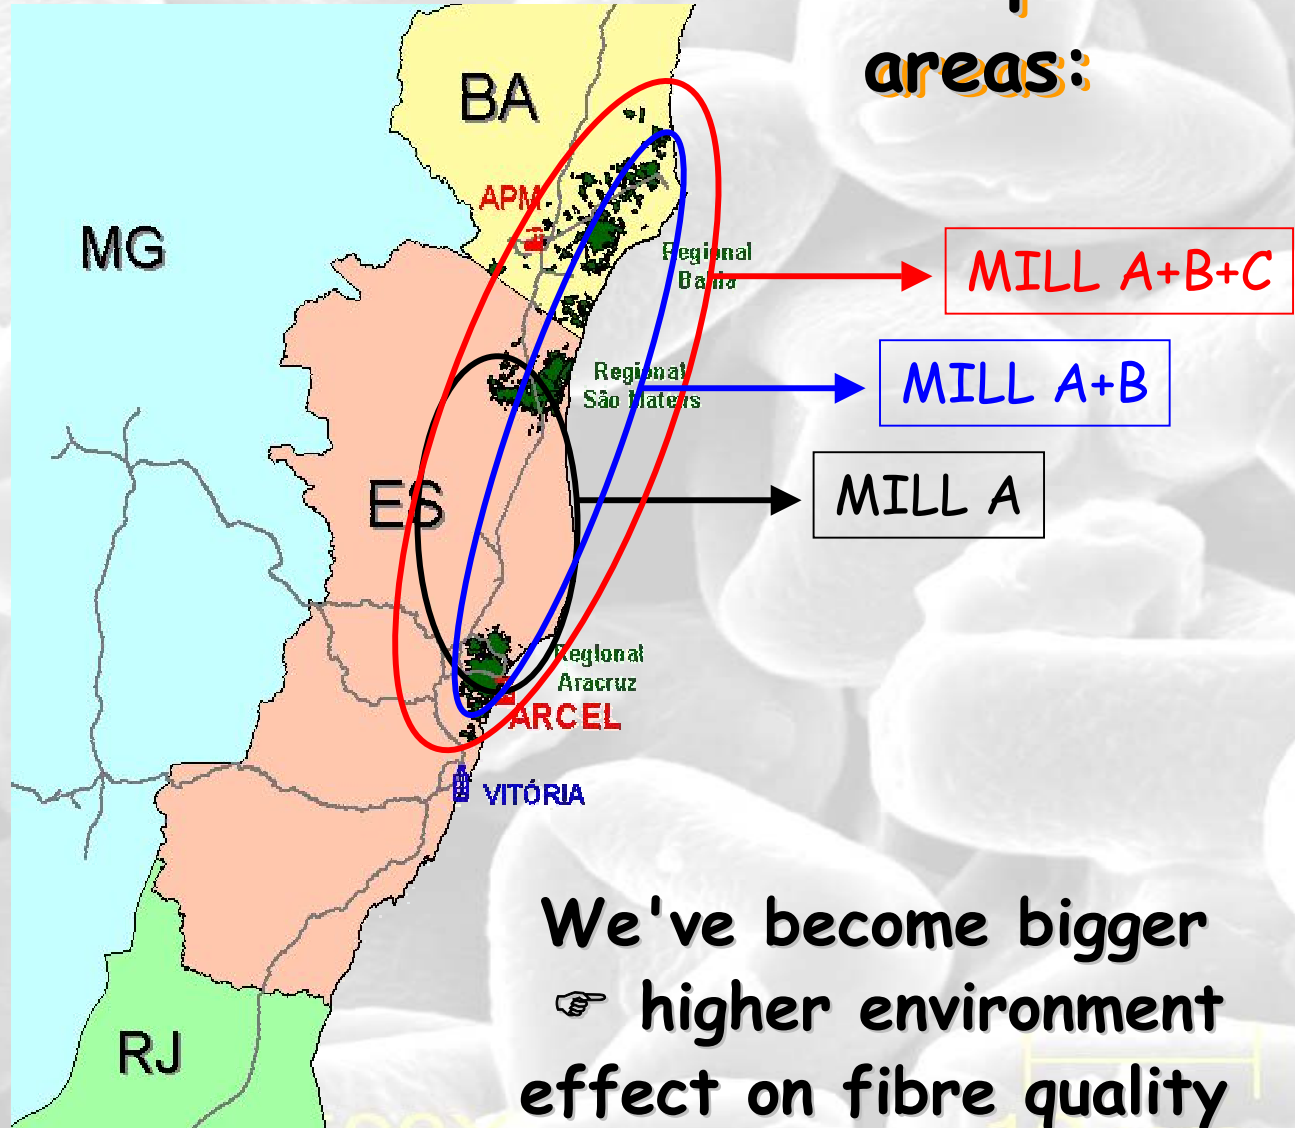 areas:
BA
APM
MG
Regional
Bahia
MILL A+B+C
Regional
São Mateus
MILL A+B
MILL A
ES
Regional
Aracruz
ARCEL
VITÓRIA
We've become bigger
☞ higher environment
effect on fibre quality
RJ